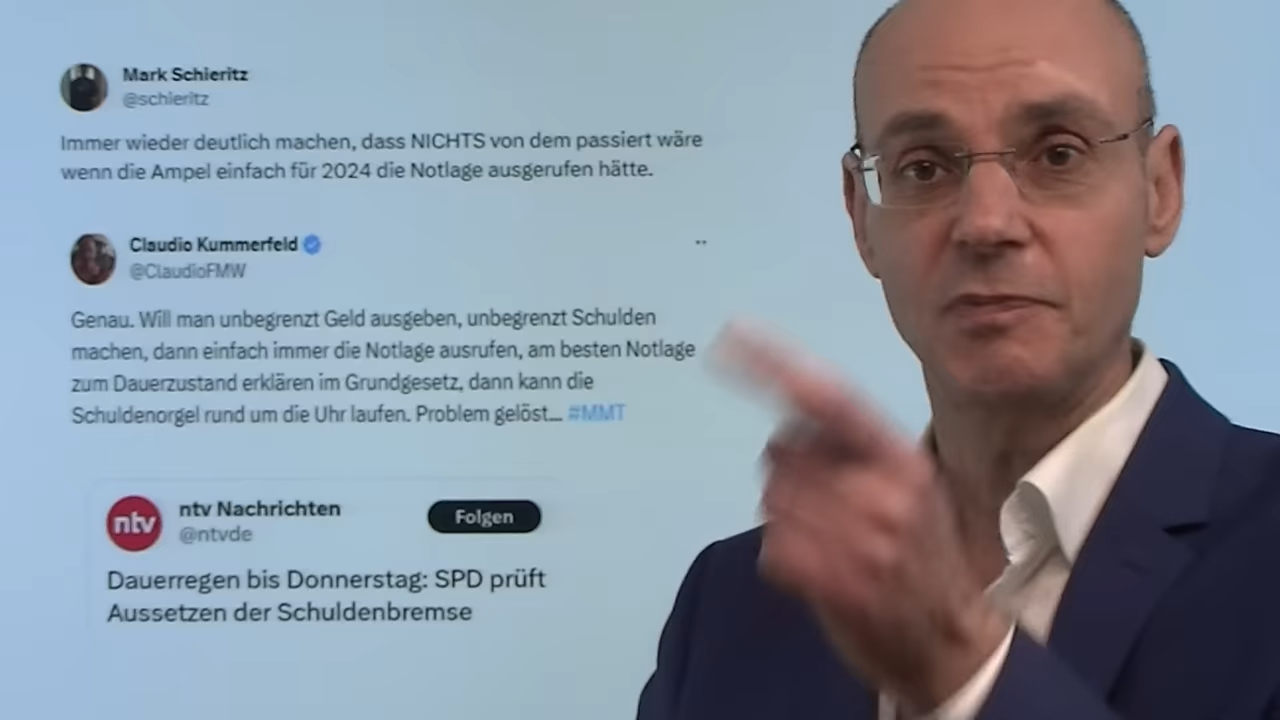 Mark Schieritz
@schieritz
Immer wieder deutlich machen, dass NICHTS von dem passiert wäre
wenn die Ampel einfach für 2024 die Notlage ausgerufen hätte.
Claudio Kummerfeld
@ClaudioFMW
Genau. Will man unbegrenzt Geld ausgeben, unbegrenzt Schulden
machen, dann einfach immer die Notlage ausrufen, am besten Notlage
zum Dauerzustand erklären im Grundgesetz, dann kann die
Schuldenorgel rund um die Uhr laufen. Problem gelöst... #MMT
ntv
ntv Nachrichten
Folgen
@ntvde
Dauerregen bis Donnerstag: SPD prüft
Aussetzen der Schuldenbremse